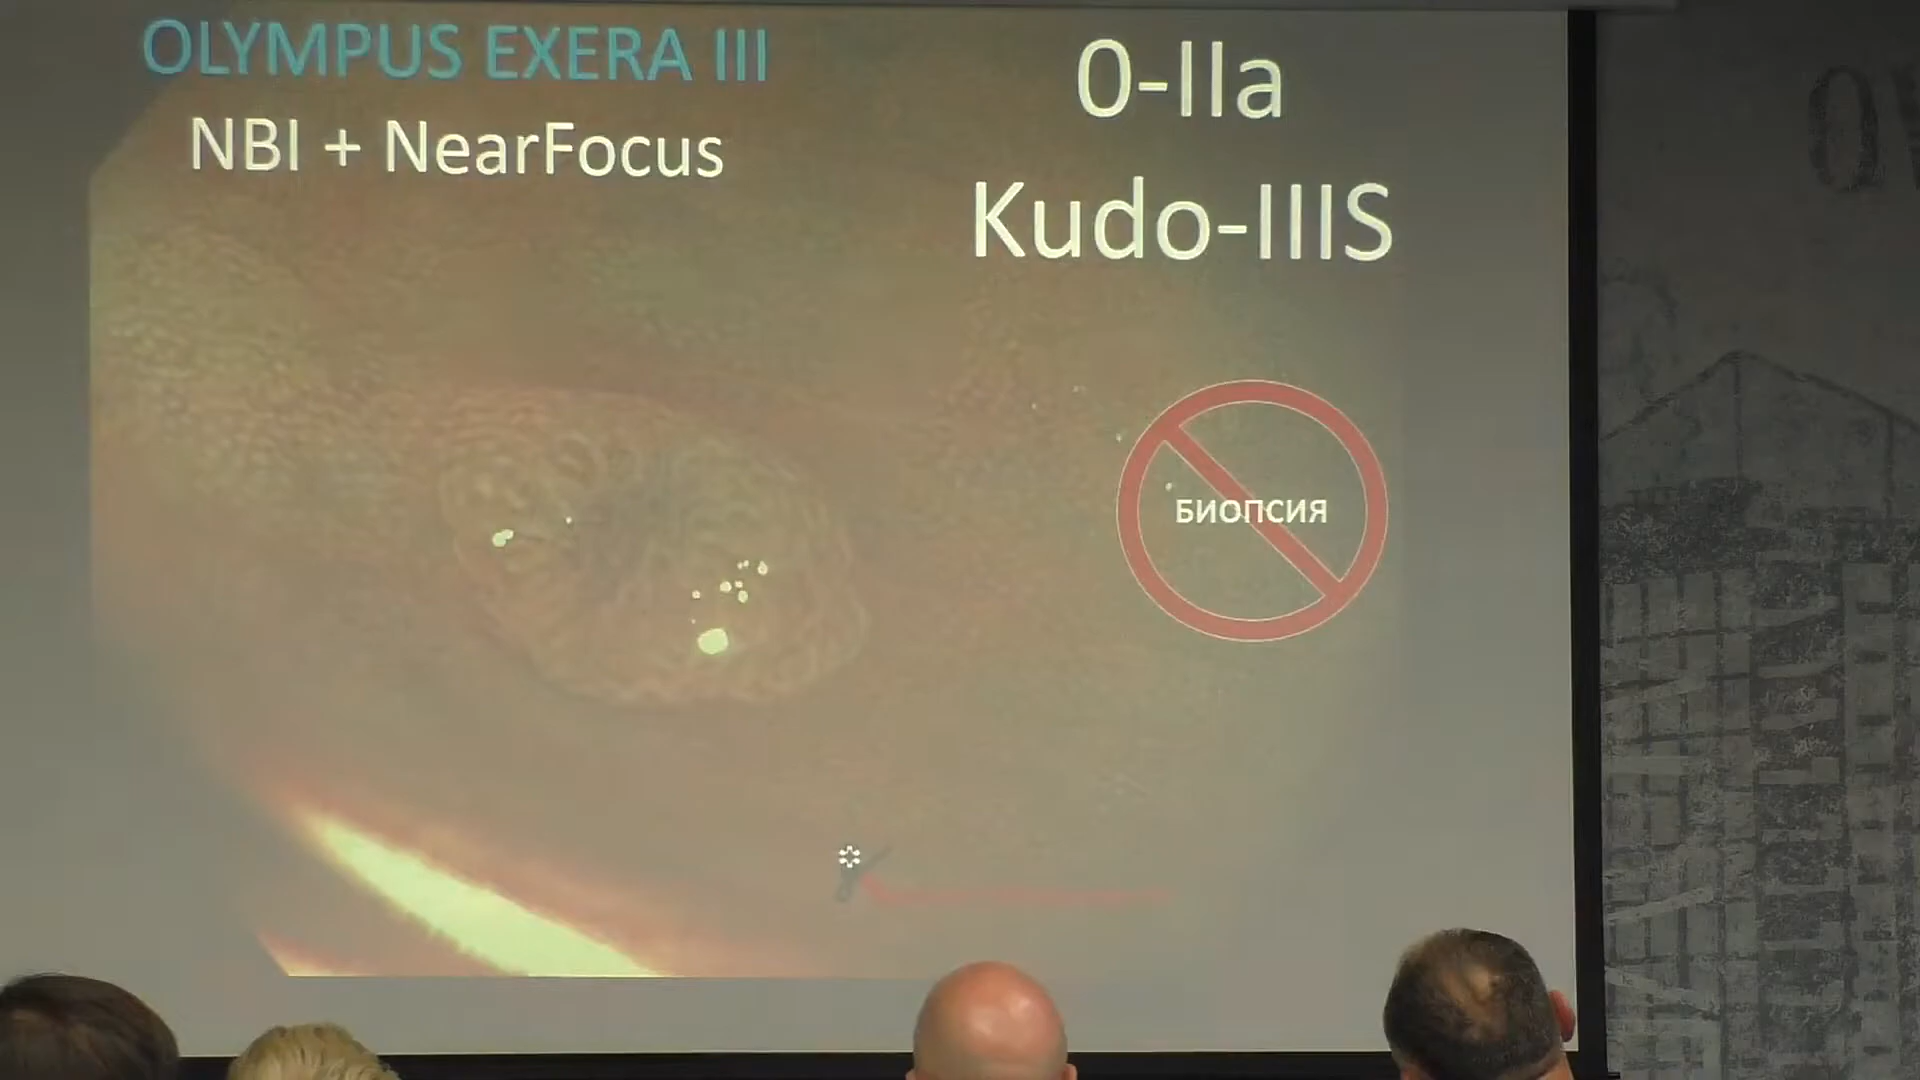 OLYMPUS EXERA III
NBI + NearFocus
0-IIa
Kudo-IIIS
БИОПСИЯ